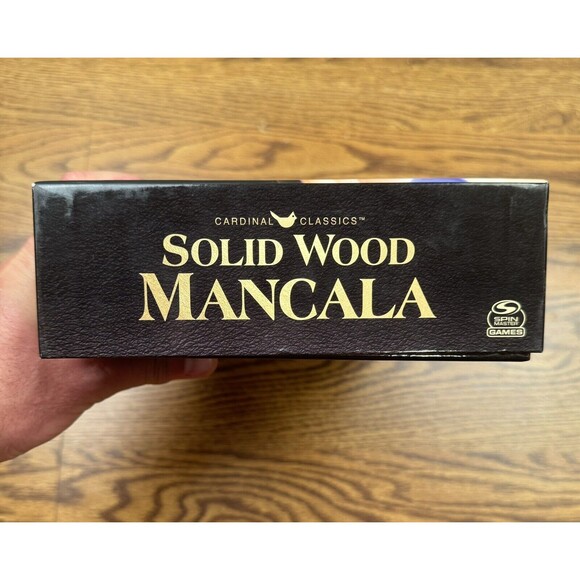 CARDINAL CLASSICS™
SOLID WOOD
MANCALA
SPIN
MASTER
GAMES